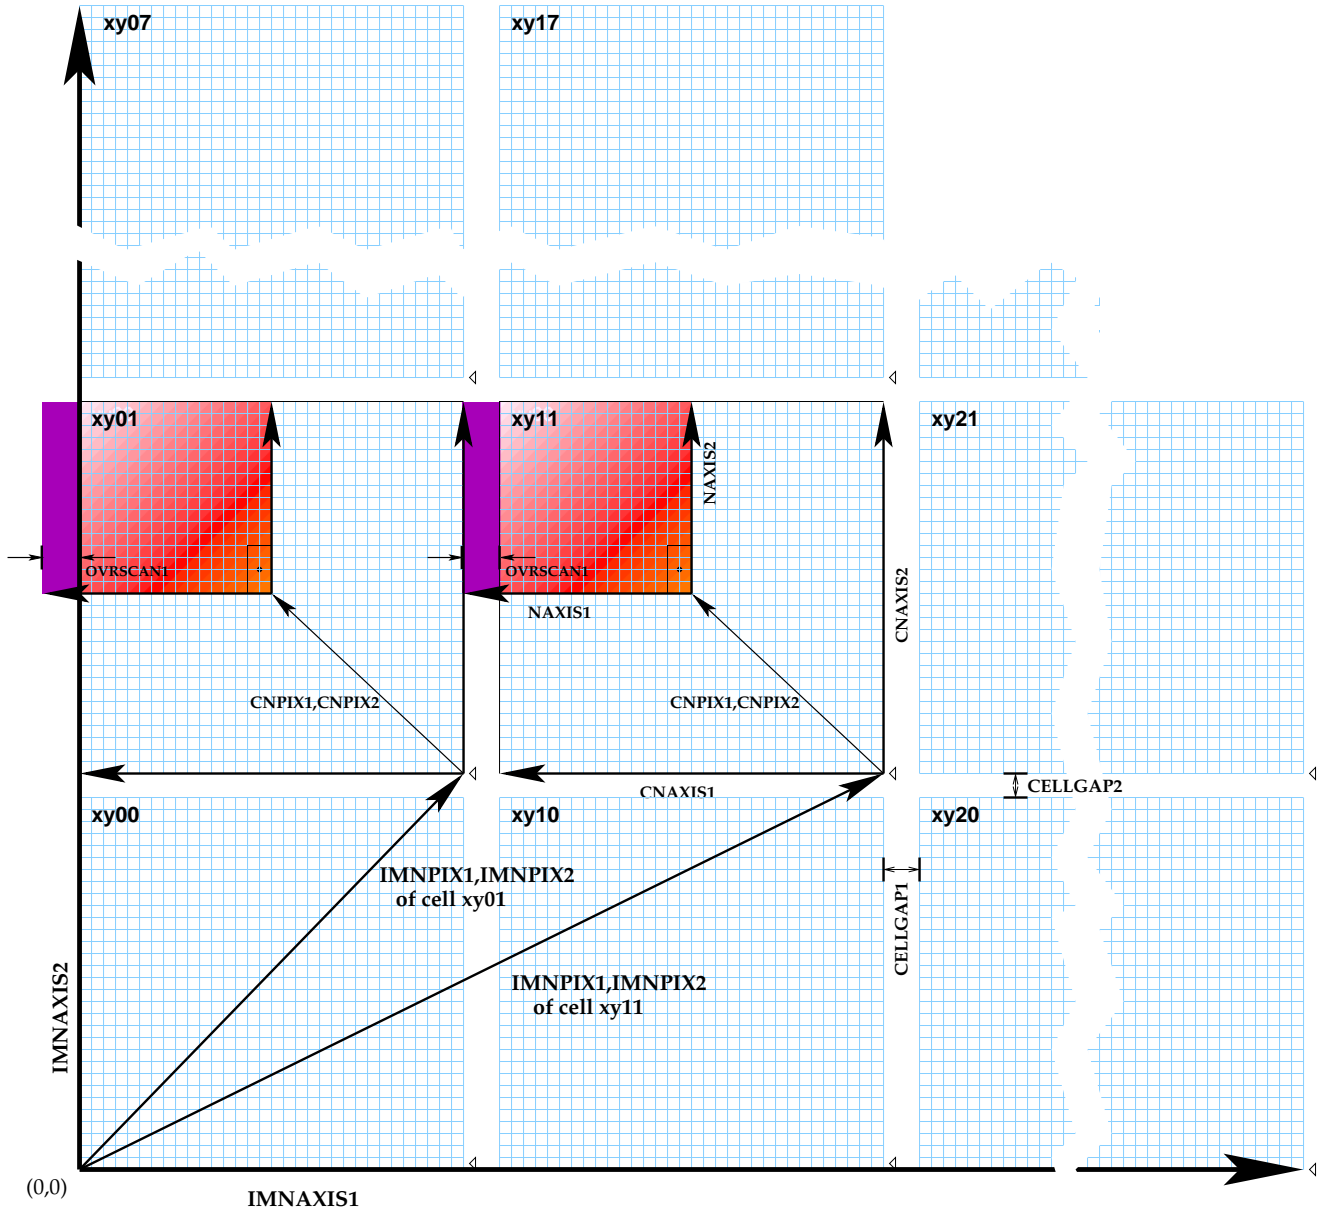 xy07
xy17
xy01
xy11
xy21
NAXIS2
OVRSCAN1
OVRSCAN1
NAXIS1
CNAXIS2
CNPIX1,CNPIX2
CNPIX1,CNPIX2
CELLGAP2
CNAXIS1
xy00
xy10
xy20
IMNPIX1,IMNPIX2
of cell xy01
CELLGAP1
IMNPIX1,IMNPIX2
of cell xy11
IMNAXIS2
(0,0)
IMNAXIS1